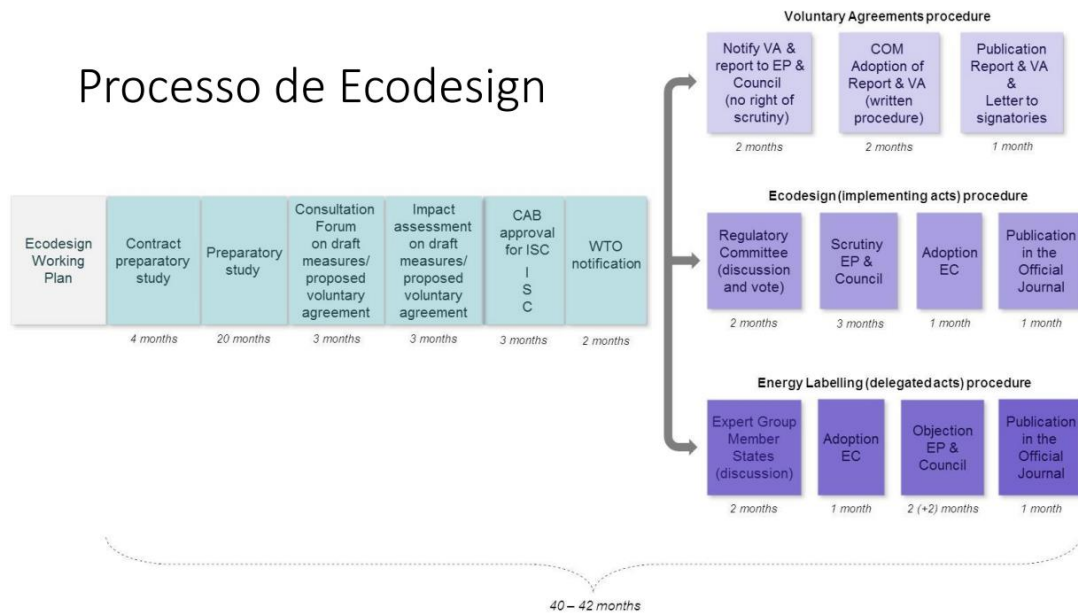 Processo de Ecodesign
Ecodesign
Working
Plan
Contract
preparatory
study
4 months
Preparatory
study
20 months
Consultation
Forum
on draft
measures/
proposed
voluntary
agreement
3 months
Impact
assessment
on draft
measures/
proposed
voluntary
agreement
3 months
CAB
approval
for ISC
I
S
C
3 months
WTO
notification
2 months
Voluntary Agreements procedure
Notify VA &
report to EP &
Council
(no right of
scrutiny)
2 months
COM
Adoption of
Report & VA
(written
procedure)
2 months
Publication
Report & VA
&
Letter to
signatories
1 month
Ecodesign (implementing acts) procedure
Regulatory
Committee
(discussion
and vote)
2 months
Scrutiny
EP &
Council
3 months
Adoption
EC
1 month
Publication
in the
Official
Journal
1 month
Energy Labelling (delegated acts) procedure
Expert Group
Member
States
(discussion)
2 months
Adoption
EC
1 month
Objection
EP &
Council
2 (+2) months
Publication
in the
Official
Journal
1 month
40 – 42 months